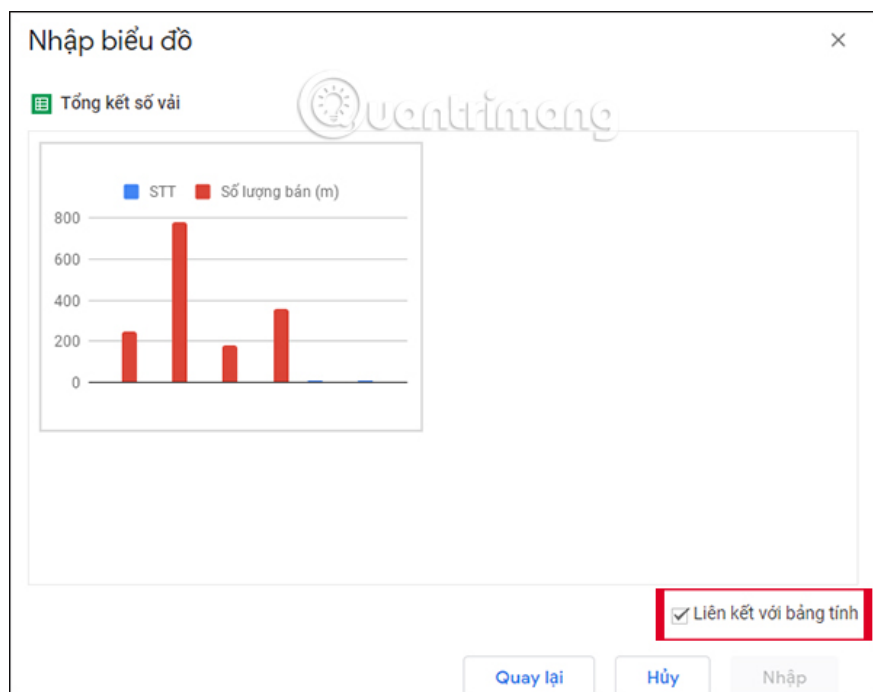 Nhập biểu đồ
Tổng kết số vải
Quantrimang
STT Số lượng bán (m)
800
600
400
200
0
Liên kết với bảng tính
Quay lại Hủy Nhập